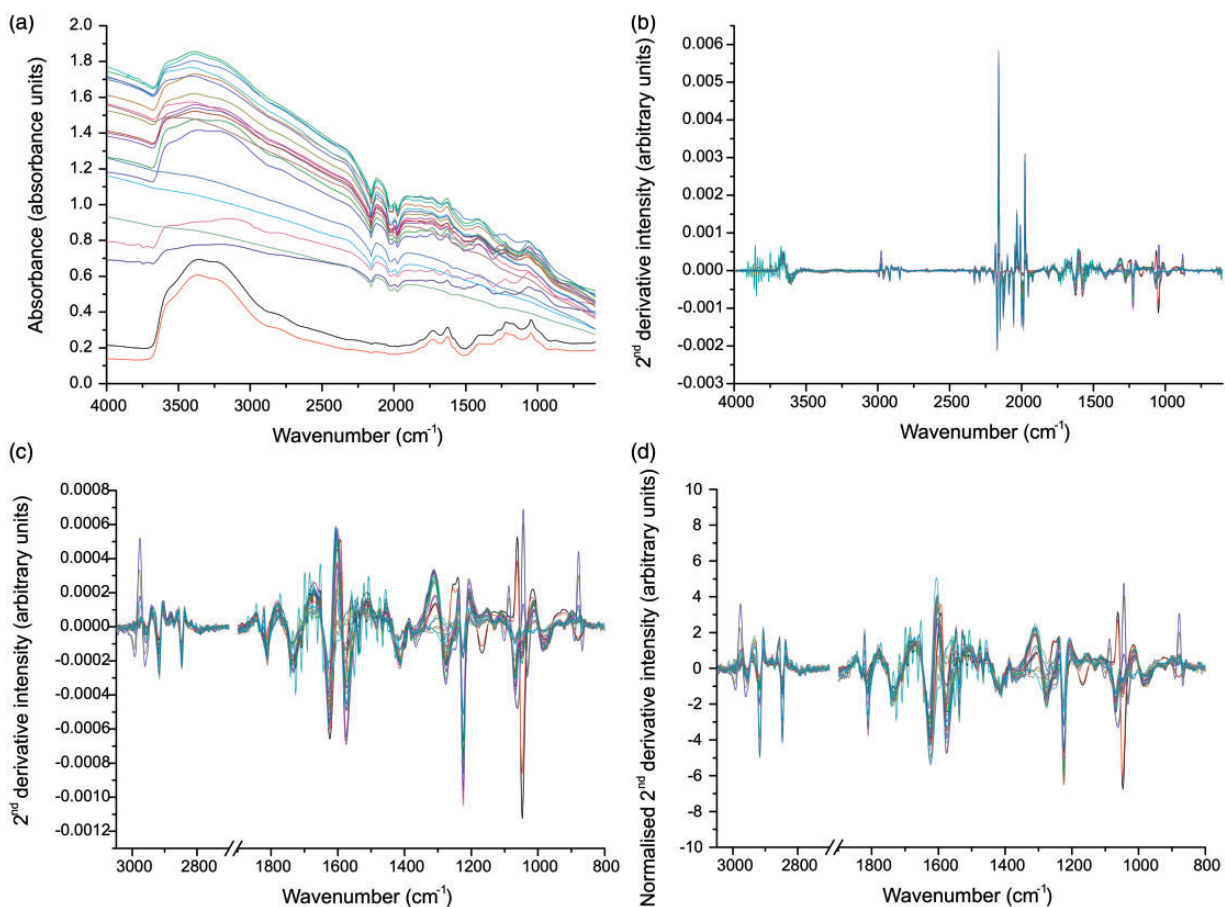 (a)
2.0
1.8
1.6
1.4
1.2
1.0
0.8
0.6
0.4
0.2
0.0
Absorbance (absorbance units)
4000 3500 3000 2500 2000 1500 1000
Wavenumber (cm-1)
(b)
0.006
0.005
0.004
0.003
0.002
0.001
0.000
-0.001
-0.002
-0.003
2nd derivative intensity (arbitrary units)
4000 3500 3000 2500 2000 1500 1000
Wavenumber (cm-1)
(c)
0.0008
0.0006
0.0004
0.0002
0.0000
-0.0002
-0.0004
-0.0006
-0.0008
-0.0010
-0.0012
2nd derivative intensity (arbitrary units)
3000 2800 1800 1600 1400 1200 1000 800
Wavenumber (cm-1)
(d)
10
8
6
4
2
0
-2
-4
-6
-8
-10
Normalised 2nd derivative intensity (arbitrary units)
3000 2800 1800 1600 1400 1200 1000 800
Wavenumber (cm-1)